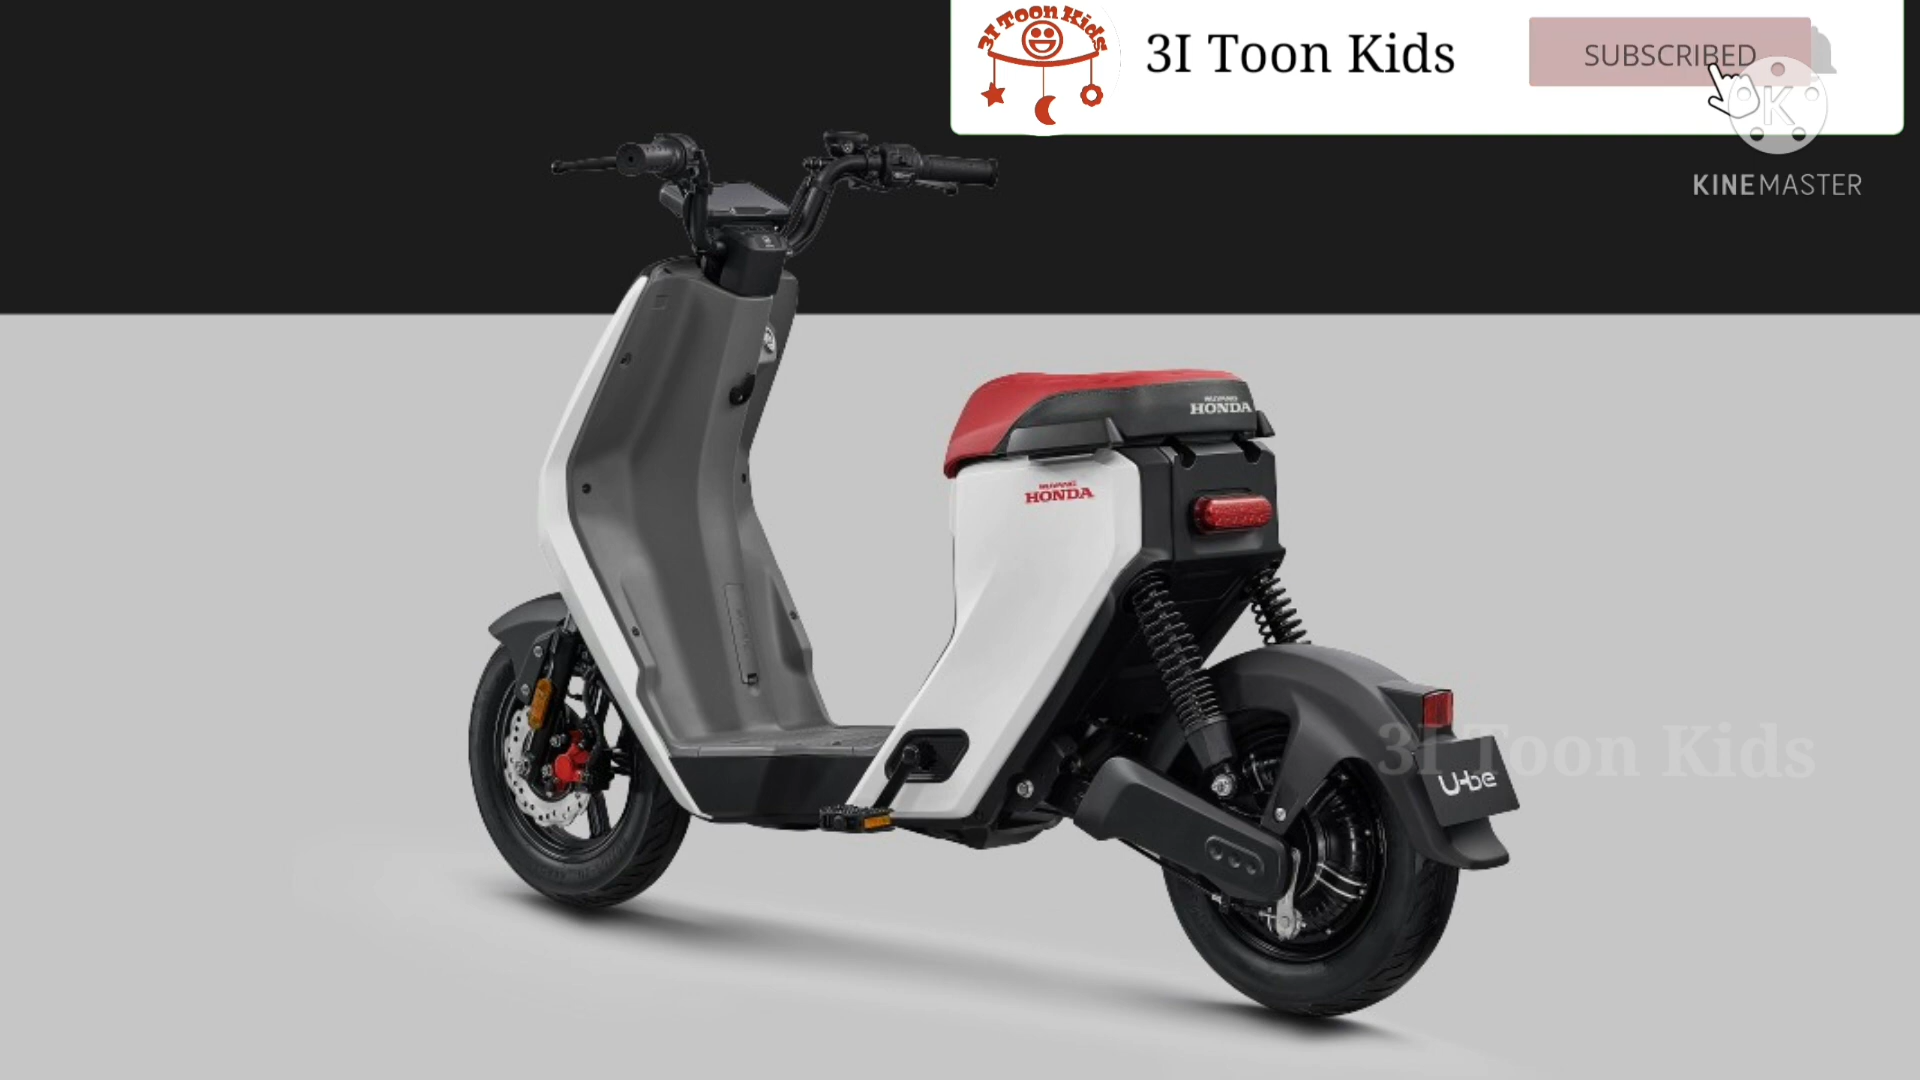 3I Toon Kids
3I Toon Kids
SUBSCRIBED
K
KINEMASTER
HONDA
HONDA
3I Toon Kids
U-be